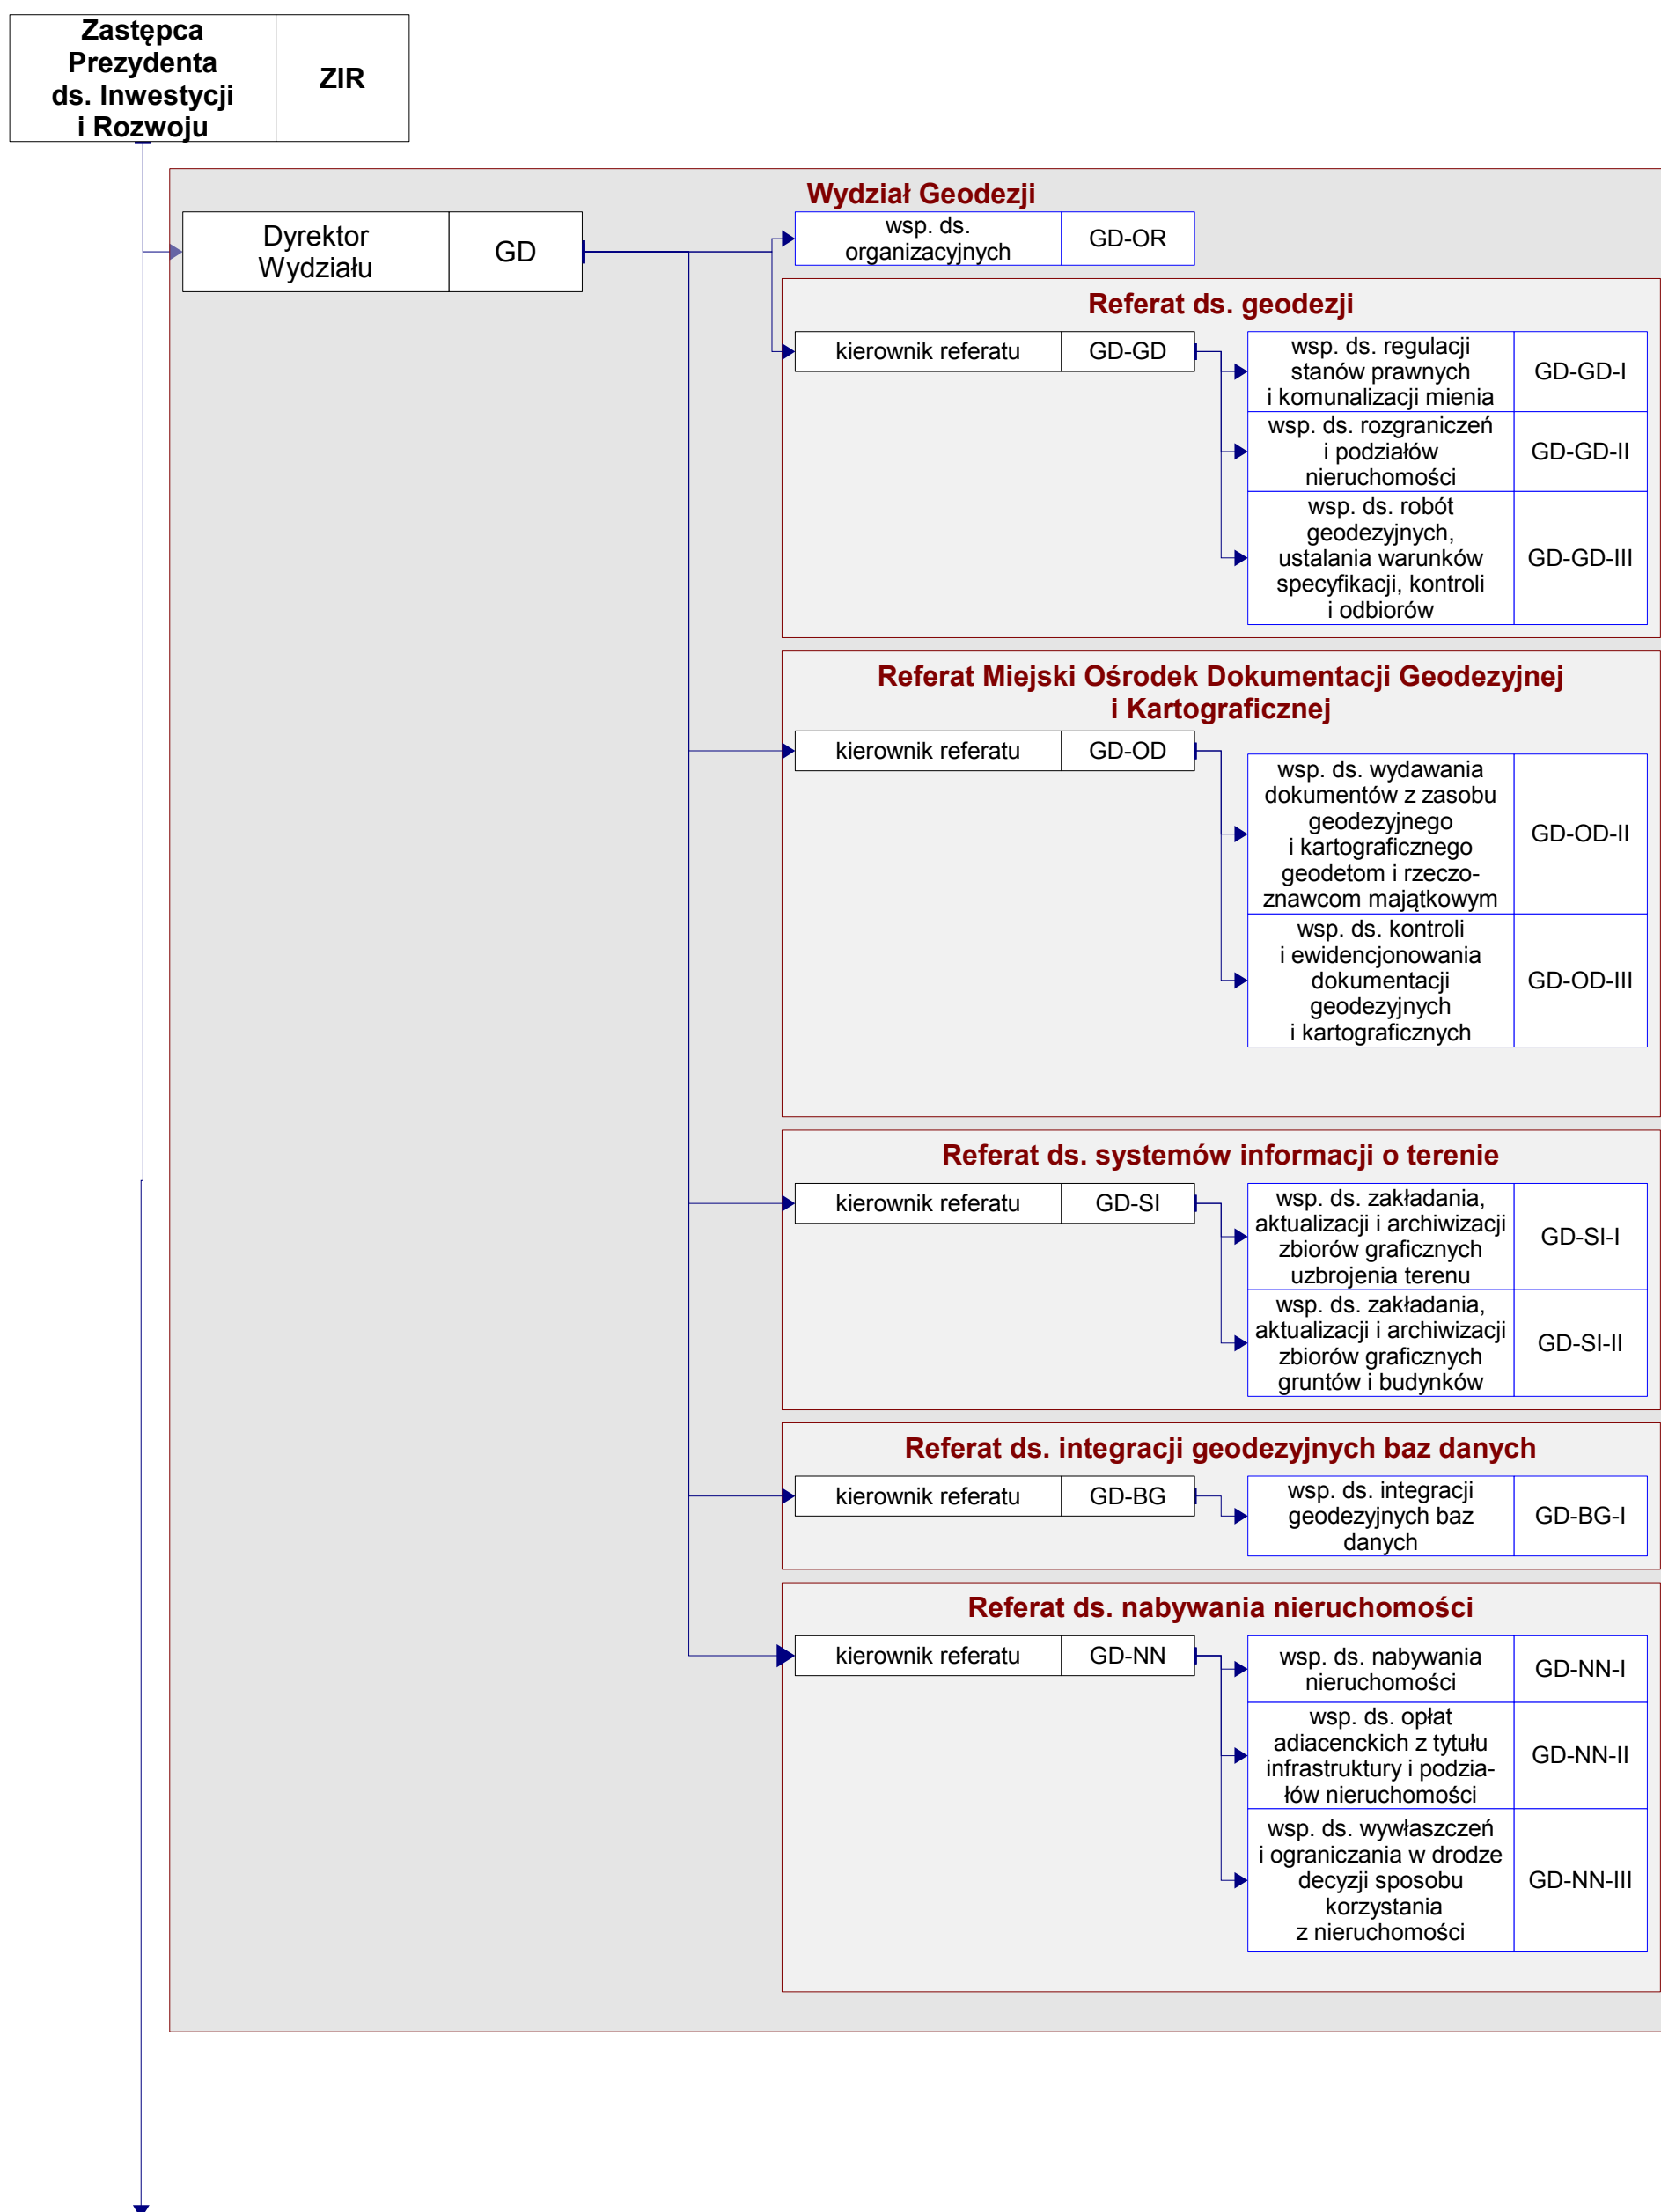 Zastępca
Prezydenta
ds. Inwestycji
i Rozwoju
ZIR
Wydział Geodezji
Dyrektor
Wydziału
GD
wsp. ds.
organizacyjnych
GD-OR
Referat ds. geodezji
kierownik referatu
GD-GD
wsp. ds. regulacji
stanów prawnych
i komunalizacji mienia
GD-GD-I
wsp. ds. rozgraniczeń
i podziałów
nieruchomości
GD-GD-II
wsp. ds. robót
geodezyjnych,
ustalania warunków
specyfikacji, kontroli
i odbiorów
GD-GD-III
Referat Miejski Ośrodek Dokumentacji Geodezyjnej
i Kartograficznej
kierownik referatu
GD-OD
wsp. ds. wydawania
dokumentów z zasobu
geodezyjnego
i kartograficznego
geodetom i rzeczo-
znawcom majątkowym
GD-OD-II
wsp. ds. kontroli
i ewidencjonowania
dokumentacji
geodezyjnych
i kartograficznych
GD-OD-III
Referat ds. systemów informacji o terenie
kierownik referatu
GD-SI
wsp. ds. zakładania,
aktualizacji i archiwizacji
zbiorów graficznych
uzbrojenia terenu
GD-SI-I
wsp. ds. zakładania,
aktualizacji i archiwizacji
zbiorów graficznych
gruntów i budynków
GD-SI-II
Referat ds. integracji geodezyjnych baz danych
kierownik referatu
GD-BG
wsp. ds. integracji
geodezyjnych baz
danych
GD-BG-I
Referat ds. nabywania nieruchomości
kierownik referatu
GD-NN
wsp. ds. nabywania
nieruchomości
GD-NN-I
wsp. ds. opłat
adiacenckich z tytułu
infrastruktury i podzia-
łów nieruchomości
GD-NN-II
wsp. ds. wywłaszczeń
i ograniczania w drodze
decyzji sposobu
korzystania
z nieruchomości
GD-NN-III